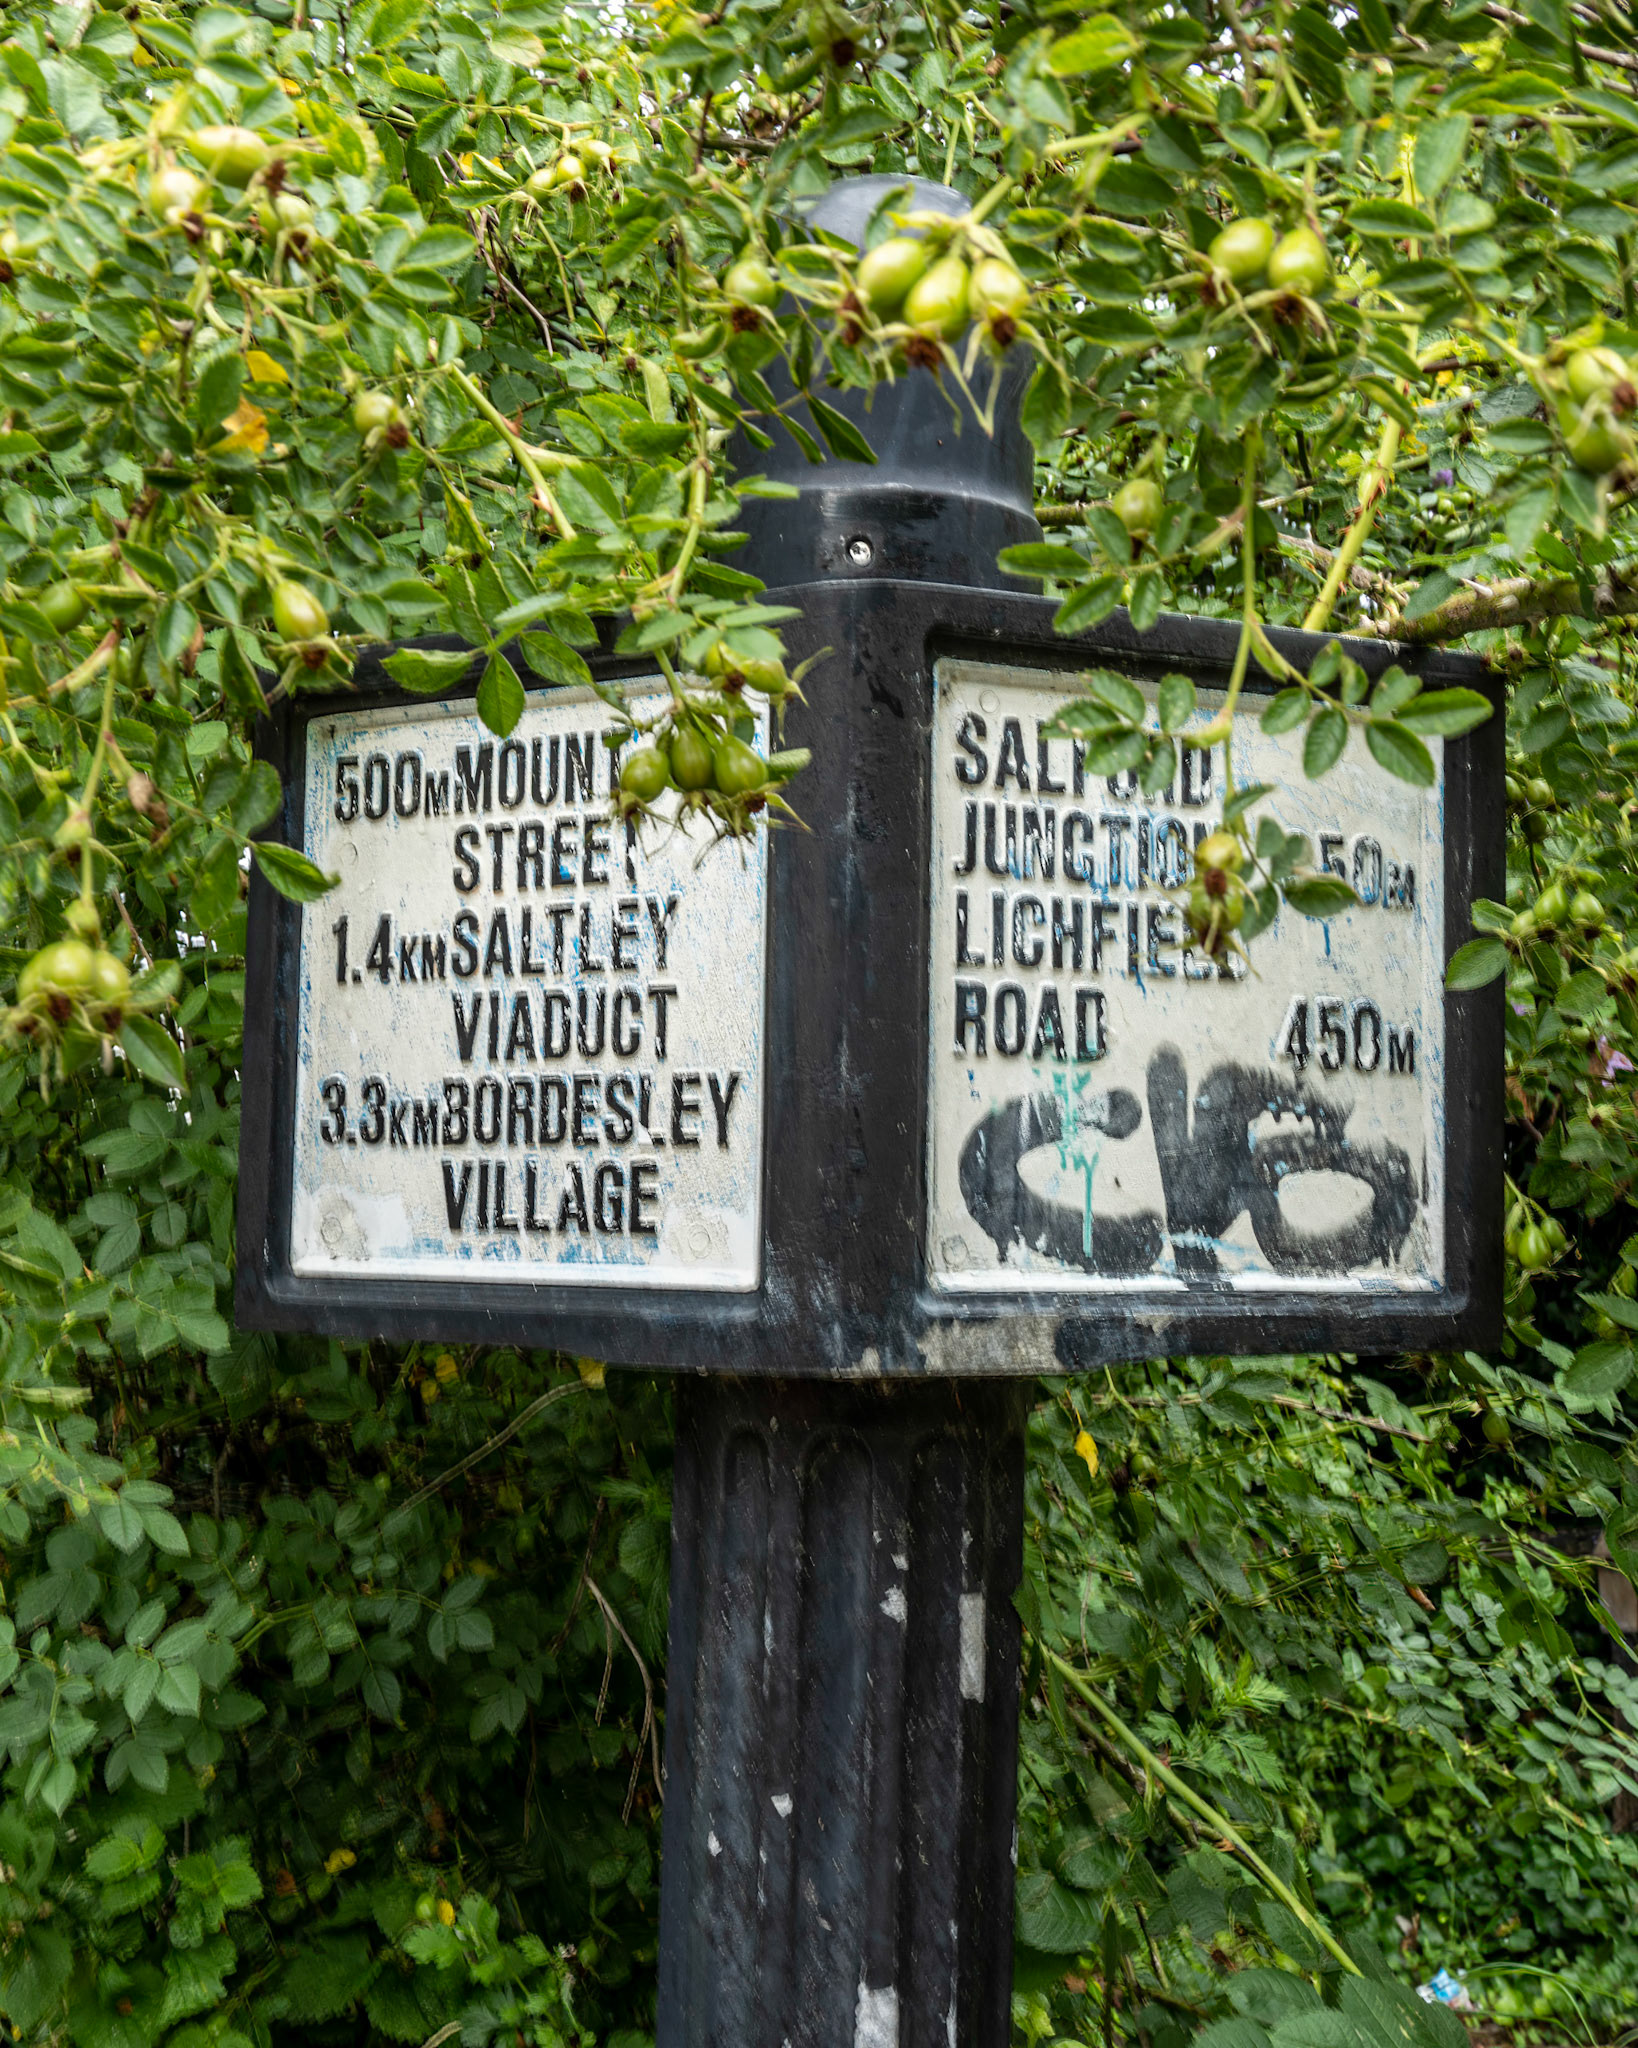 500M MOUNT
STREET
1.4KM SALTLEY
VIADUCT
3.3KM BORDESLEY
VILLAGE
SALFORD
JUNCTION
LICHFIELD
ROAD 450M